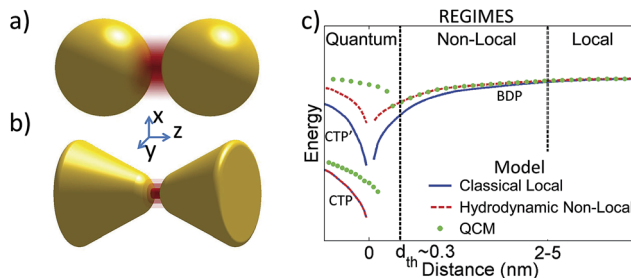 a)
x
z
y
b)
c)
REGIMES
Quantum
Non-Local
Local
Energy
CTP'
CTP
BDP
Model
Classical Local
Hydrodynamic Non-Local
QCM
0
d_th~0.3
2-5
Distance (nm)